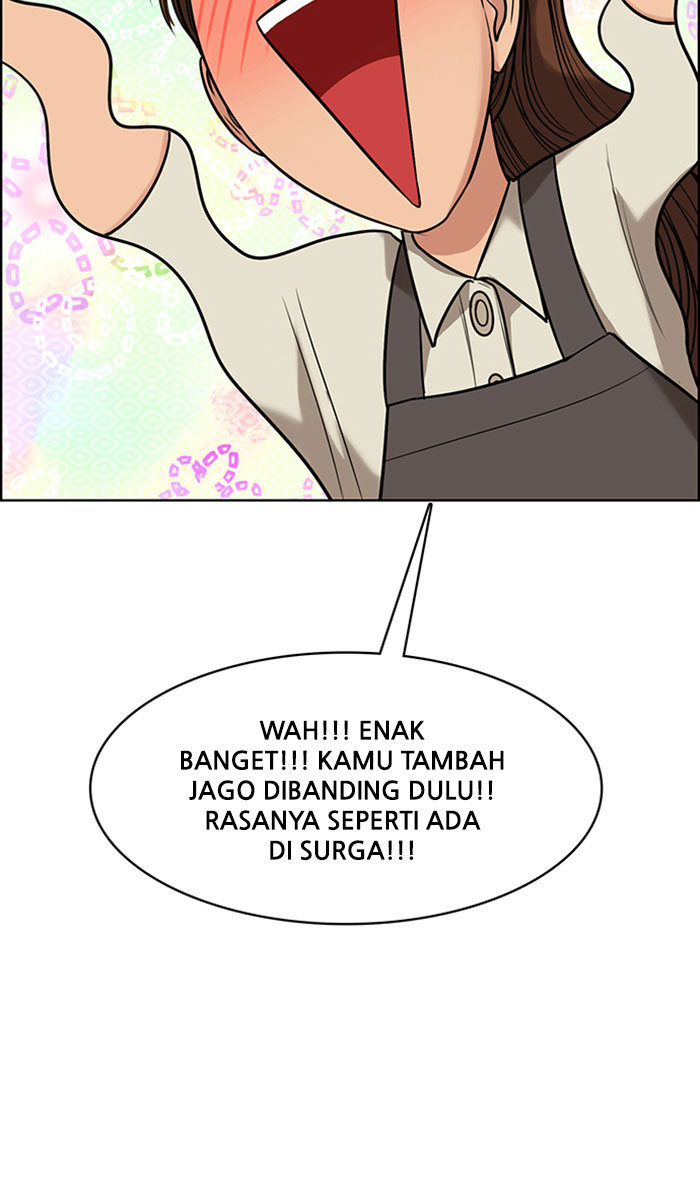 WAH!!! ENAK
BANGET!!! KAMU TAMBAH
JAGO DIBANDING DULU!!
RASANYA SEPERTI ADA
DI SURGA!!!